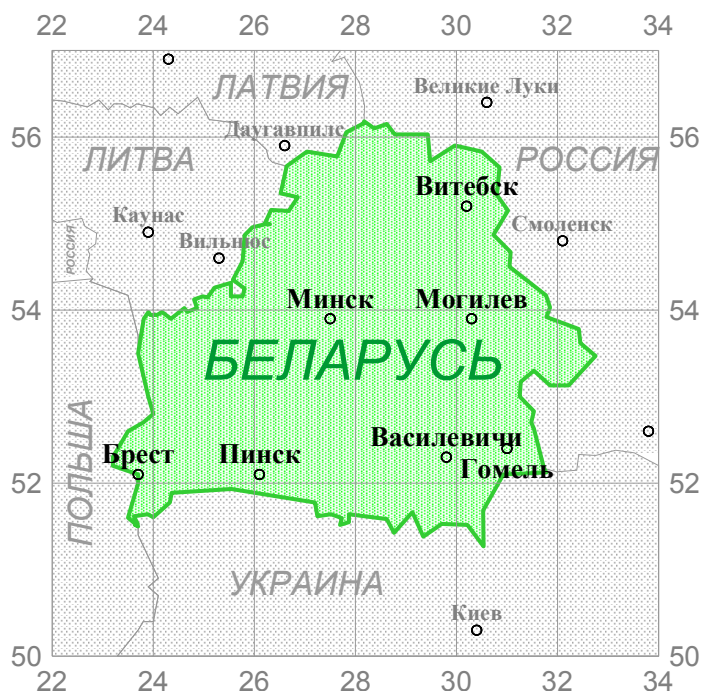 22 24 26 28 30 32 34
ЛАТВИЯ
Великие Луки
56 56
Даугавпилс
ЛИТВА
РОССИЯ
Витебск
Каунас
Смоленск
РОССИЯ
Вильнюс
54 54
Минск
Могилев
БЕЛАРУСЬ
ПОЛЬША
Василевичи
Брест
Пинск
Гомель
52 52
УКРАИНА
Киев
50 50
22 24 26 28 30 32 34